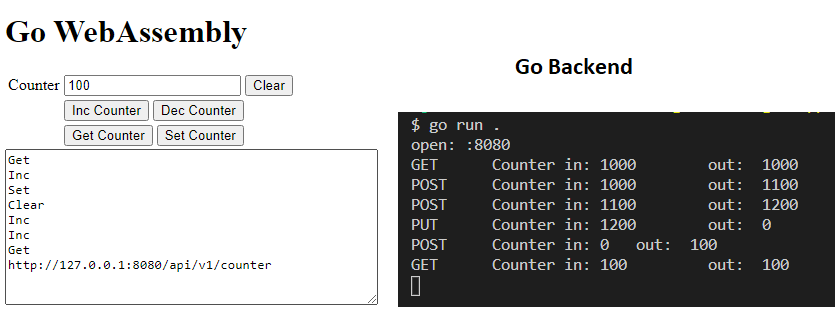 Go WebAssembly
Counter 100 Clear
Inc Counter Dec Counter
Get Counter Set Counter
Get
Inc
Set
Clear
Inc
Inc
Get
http://127.0.0.1:8080/api/v1/counter
Go Backend
$ go run .
open: :8080
GET Counter in: 1000 out: 1000
POST Counter in: 1000 out: 1100
POST Counter in: 1100 out: 1200
PUT Counter in: 1200 out: 0
POST Counter in: 0 out: 100
GET Counter in: 100 out: 100